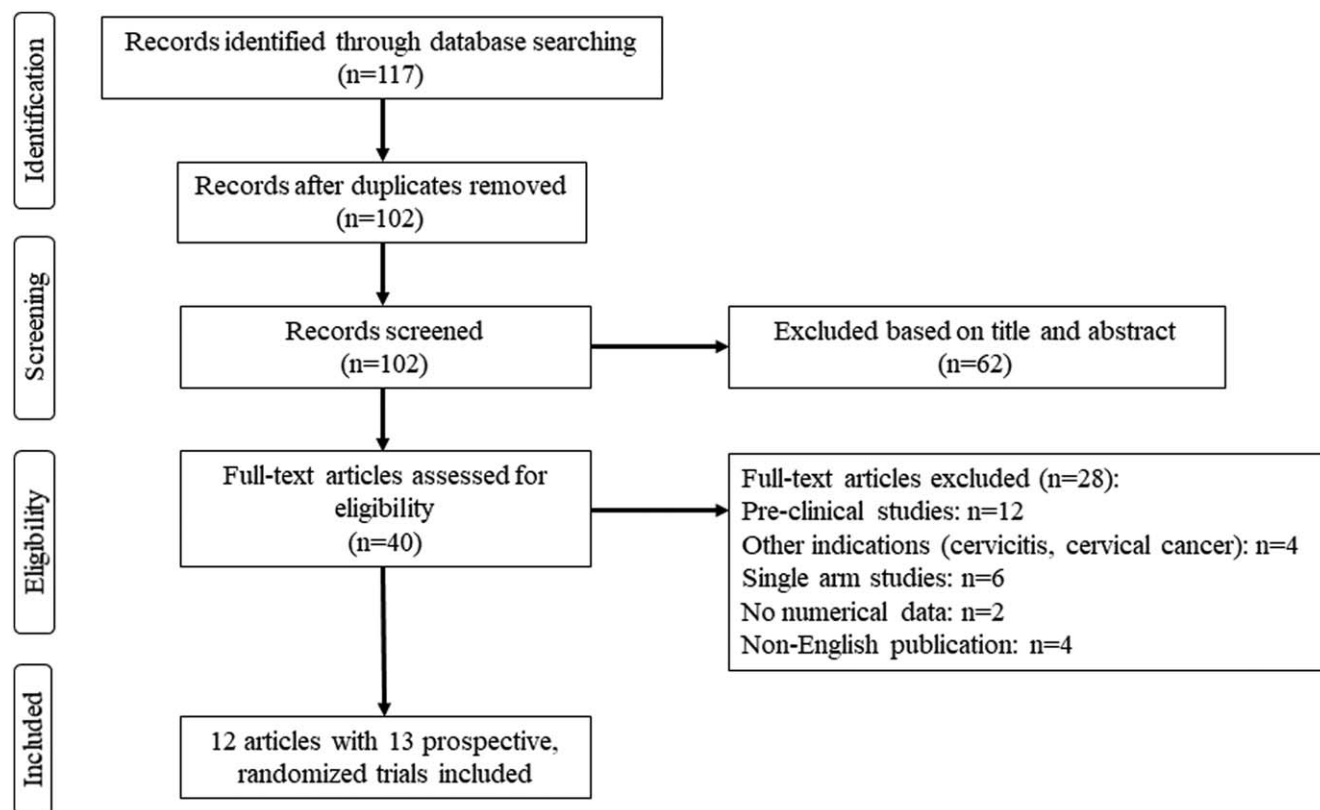 Identification
Records identified through database searching
(n=117)
Records after duplicates removed
(n=102)
Screening
Records screened
(n=102)
Excluded based on title and abstract
(n=62)
Eligibility
Full-text articles assessed for
eligibility
(n=40)
Full-text articles excluded (n=28):
Pre-clinical studies: n=12
Other indications (cervicitis, cervical cancer): n=4
Single arm studies: n=6
No numerical data: n=2
Non-English publication: n=4
Included
12 articles with 13 prospective,
randomized trials included